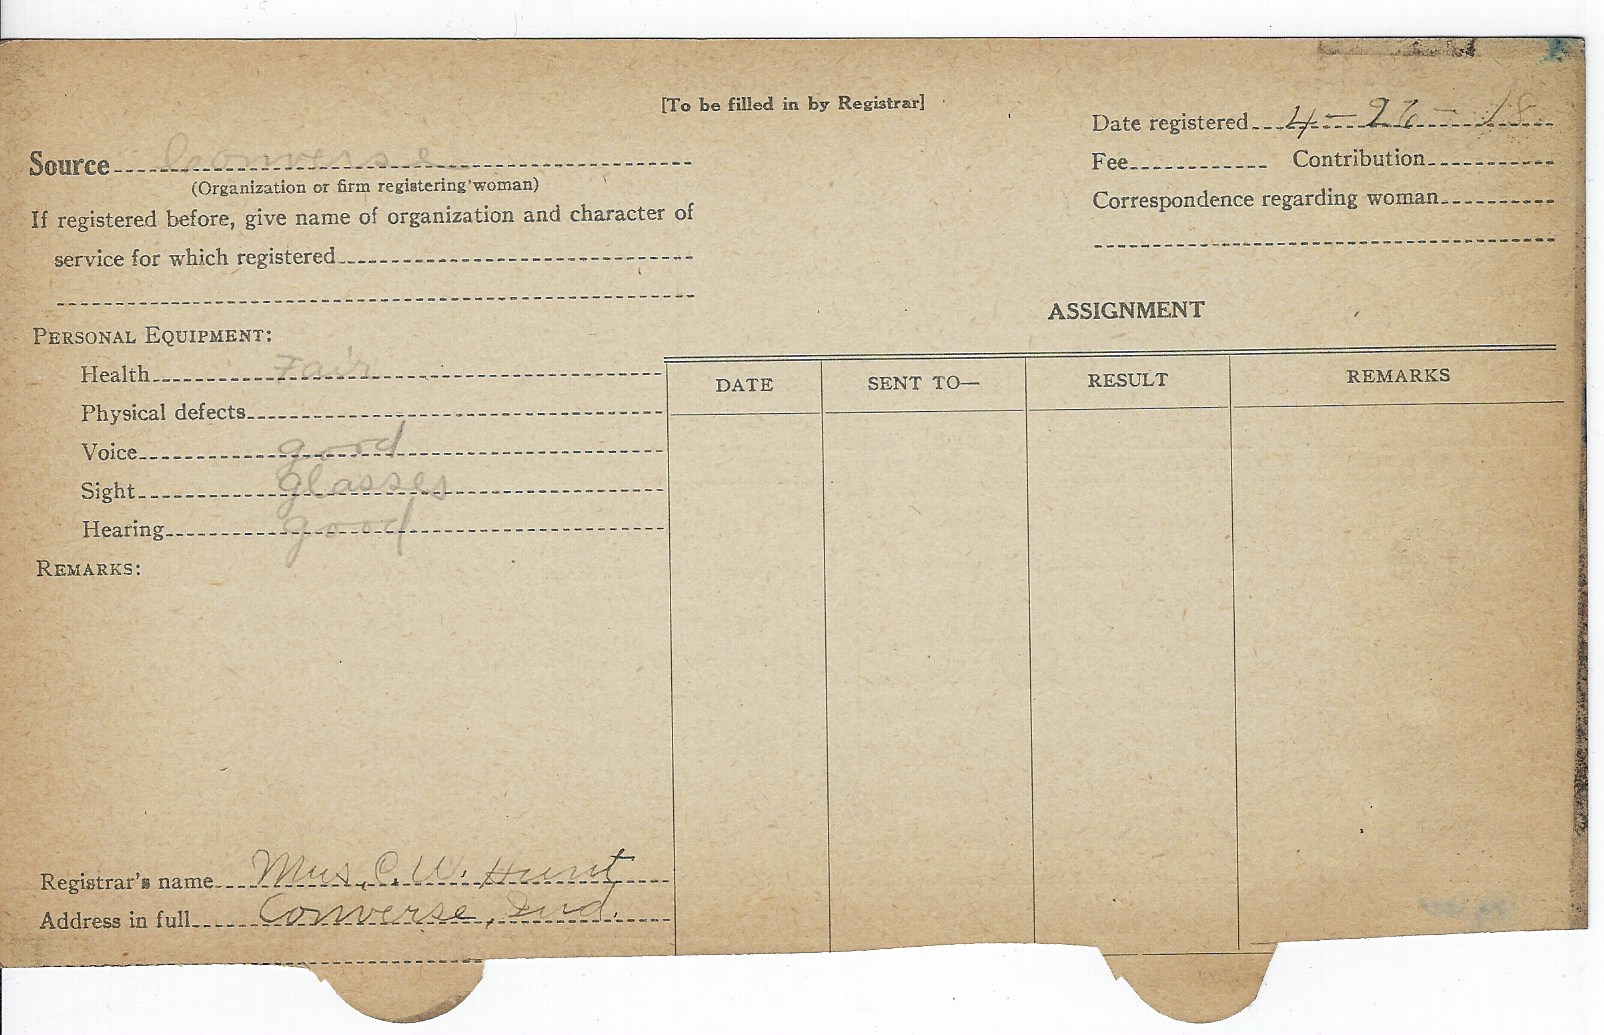 [To be filled in by Registrar]
Date registered 4-26-18
Source Converse
Fee Contribution
(Organization or firm registering woman)
Correspondence regarding woman
If registered before, give name of organization and character of
service for which registered
ASSIGNMENT
PERSONAL EQUIPMENT:
Health Fair
DATE SENT TO— RESULT REMARKS
Physical defects
Voice good
Sight glasses
Hearing good
REMARKS:
Registrar's name Mrs. C. W. Hunt
Address in full Converse, Ind.